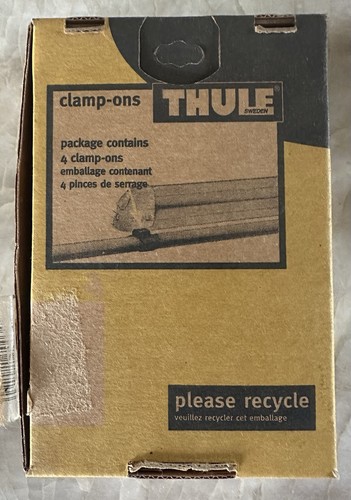 clamp-ons
THULE
SWEDEN
package contains
4 clamp-ons
emballage contenant
4 pinces de serrage
please recycle
veuillez recycler cet emballage